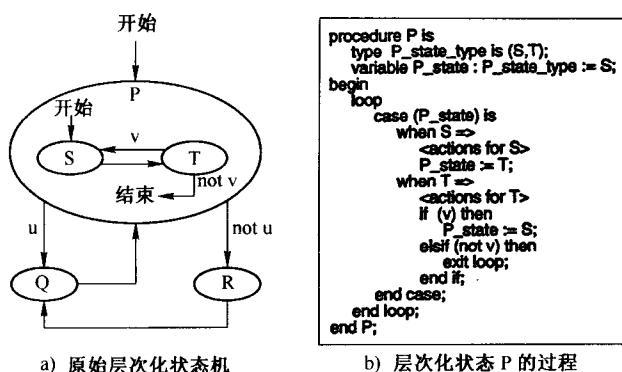 开始
P
开始
v
S
T
not v
结束
u
not u
Q
R
a) 原始层次化状态机
procedure P is
type P_state_type is (S,T);
variable P_state : P_state_type := S;
begin
loop
case (P_state) is
when S =>
<actions for S>
P_state := T;
when T =>
<actions for T>
if (v) then
P_state := S;
elsif (not v) then
exit loop;
end if;
end case;
end loop;
end P;
b) 层次化状态 P 的过程